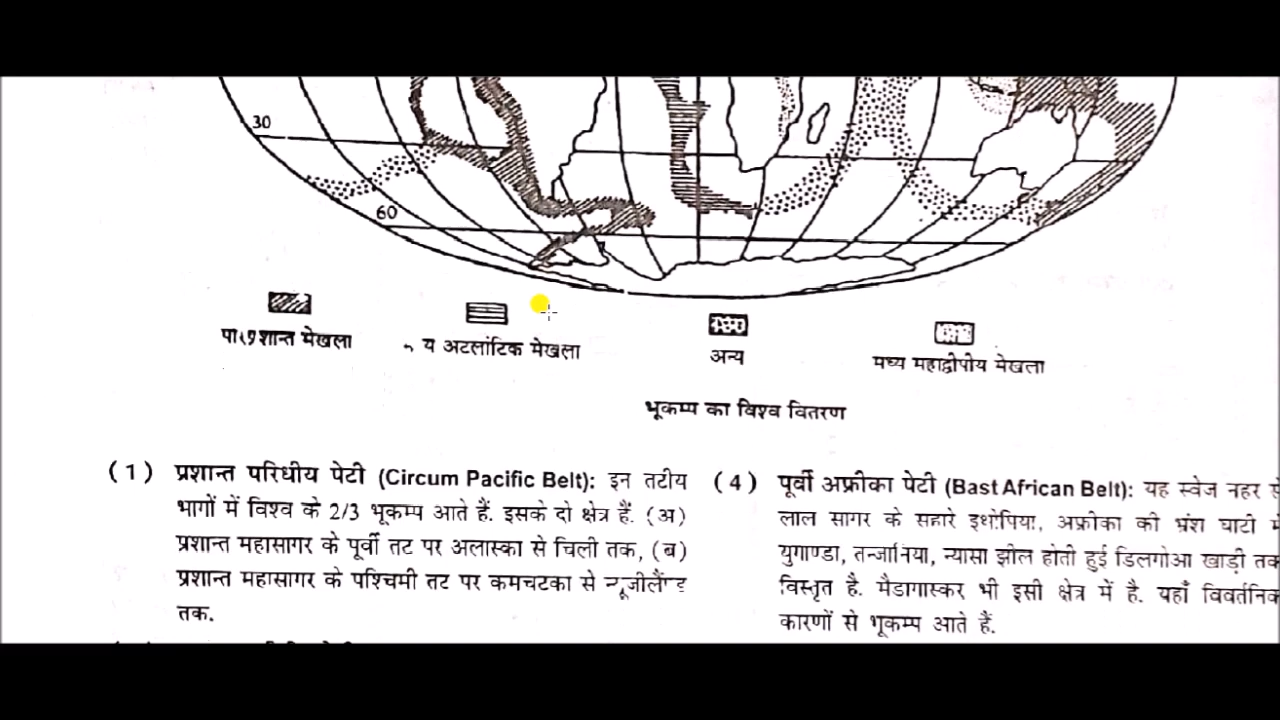 30
60
मेखला
य अटलांटिक मेखला
अन्य
मध्य महाद्वीपीय मेखला
भूकम्प का विश्व वितरण
(1) प्रशान्त परिधीय पेटी (Circum Pacific Belt): इन तटीय
भागों में विश्व के 2/3 भूकम्प आते हैं. इसके दो क्षेत्र हैं. (अ)
प्रशान्त महासागर के पूर्वी तट पर अलास्का से चिली तक, (ब)
प्रशान्त महासागर के पश्चिमी तट पर कमचटका से न्यूजीलैण्ड
तक.
(4) पूर्वी अफ्रीका पेटी (Bast African Belt): यह स्वेज नहर से
लाल सागर के सहारे इथोपिया, अफ्रीका की भ्रंश घाटी में
युगाण्डा, तन्जानिया, न्यासा झील होती हुई डिलगोआ खाड़ी तक
विस्तृत है. मैडागास्कर भी इसी क्षेत्र में है. यहाँ विवर्तनिक
कारणों से भूकम्प आते हैं.